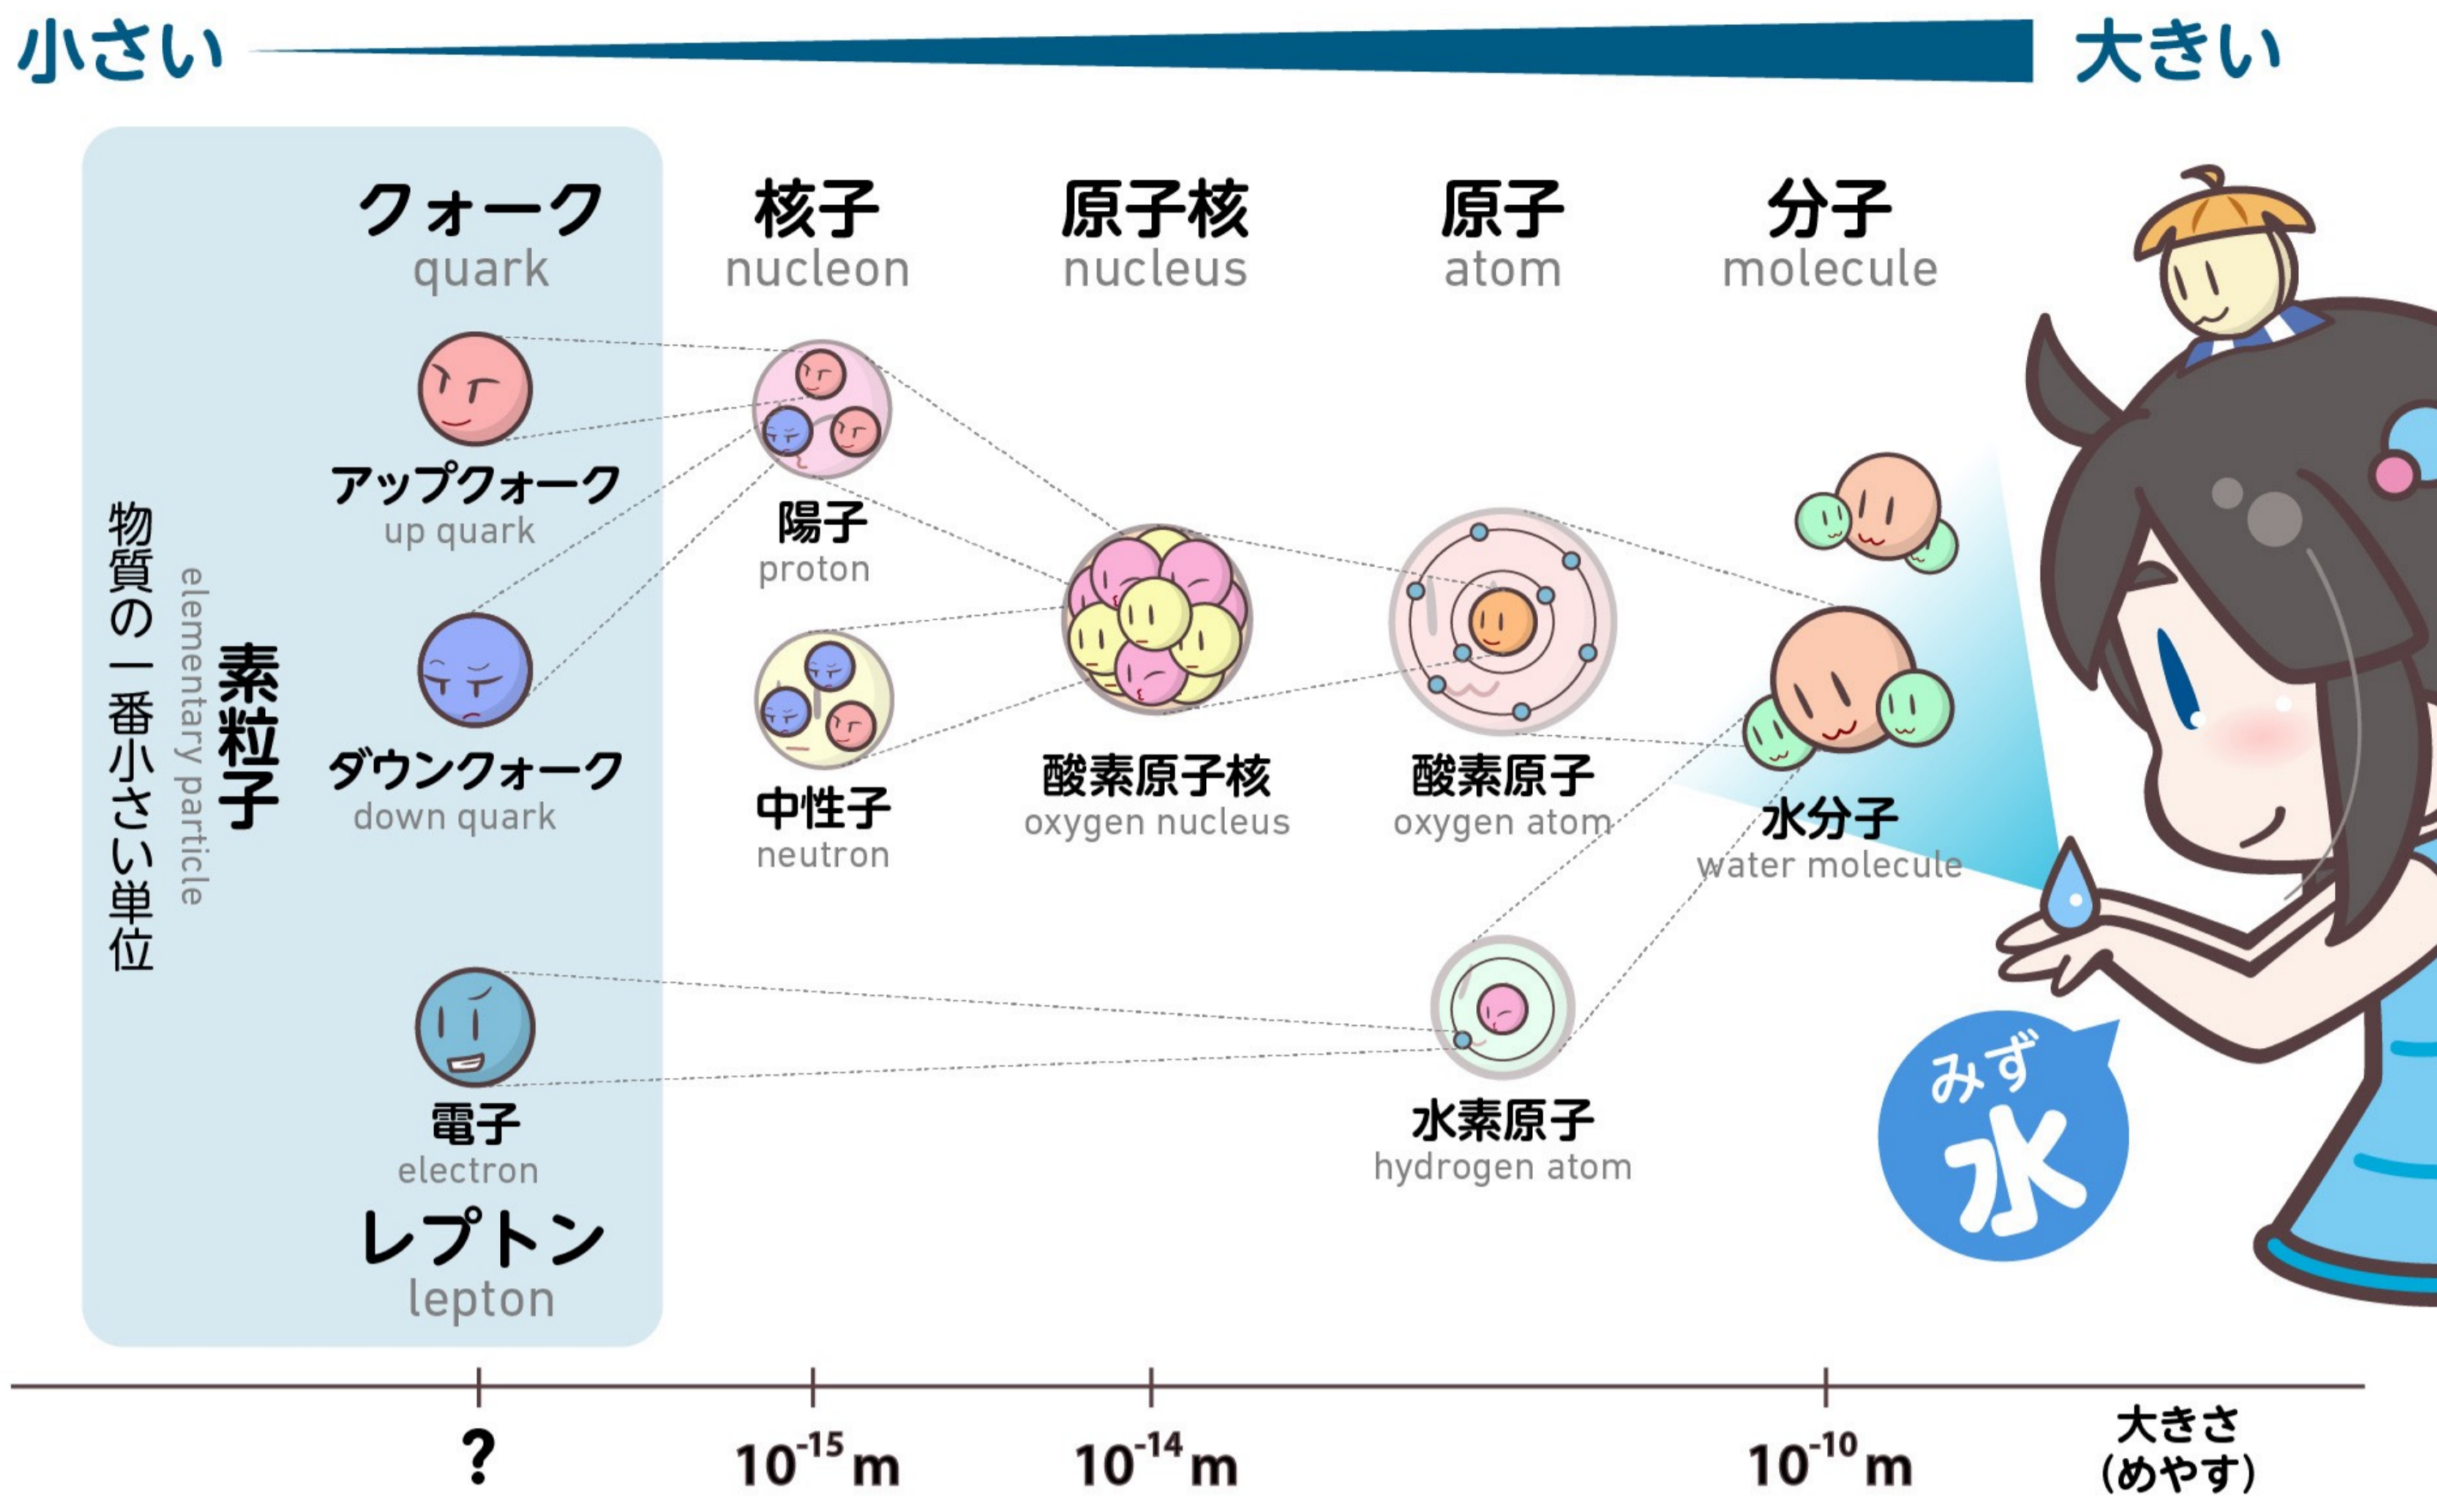 小さい
大きい
物質の一番小さい単位
elementary particle
素粒子
クォーク
quark
アップクォーク
up quark
ダウンクォーク
down quark
電子
electron
レプトン
lepton
核子
nucleon
陽子
proton
中性子
neutron
原子核
nucleus
酸素原子核
oxygen nucleus
原子
atom
酸素原子
oxygen atom
水素原子
hydrogen atom
分子
molecule
水分子
water molecule
みず
水
?
10⁻¹⁵ m
10⁻¹⁴ m
10⁻¹⁰ m
大きさ
(めやす)